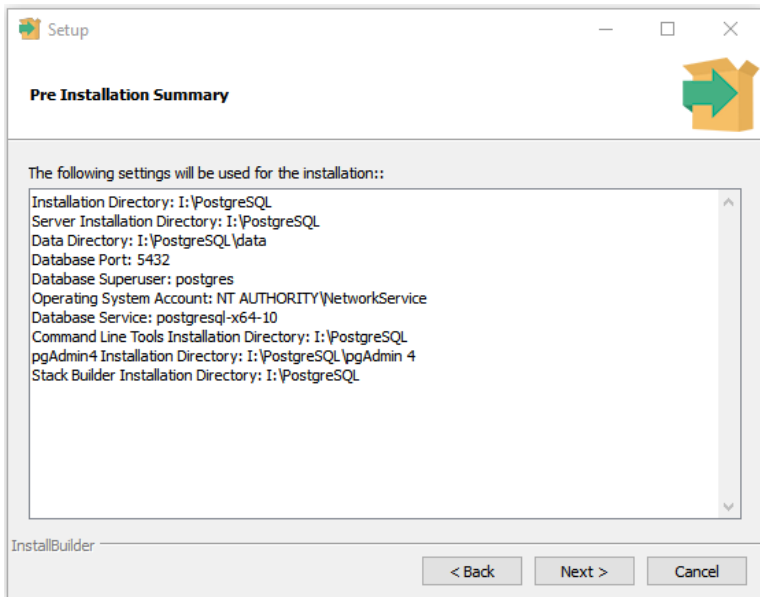 Setup
Pre Installation Summary
The following settings will be used for the installation::
Installation Directory: I:\PostgreSQL
Server Installation Directory: I:\PostgreSQL
Data Directory: I:\PostgreSQL\data
Database Port: 5432
Database Superuser: postgres
Operating System Account: NT AUTHORITY\NetworkService
Database Service: postgresql-x64-10
Command Line Tools Installation Directory: I:\PostgreSQL
pgAdmin4 Installation Directory: I:\PostgreSQL\pgAdmin 4
Stack Builder Installation Directory: I:\PostgreSQL
InstallBuilder
< Back Next > Cancel